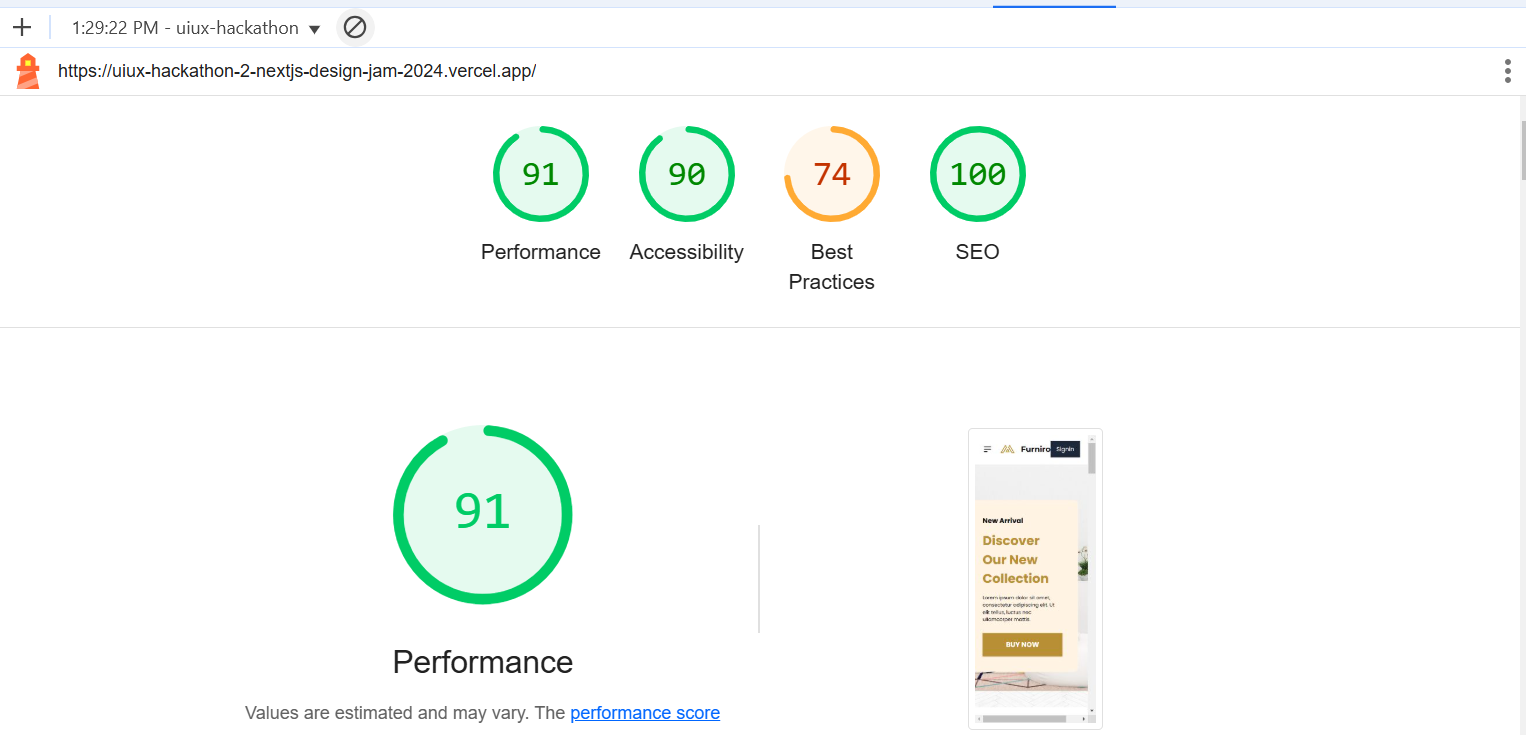 1:29:22 PM - uiux-hackathon
https://uiux-hackathon-2-nextjs-design-jam-2024.vercel.app/
91
90
74
100
Performance
Accessibility
Best
Practices
SEO
91
Performance
Values are estimated and may vary. The performance score
Furniro
SignIn
New Arrival
Discover
Our New
Collection
Lorem ipsum dolor sit amet,
consectetur adipiscing elit. Ut
elit tellus, luctus nec
ullamcorper mattis.
BUY NOW